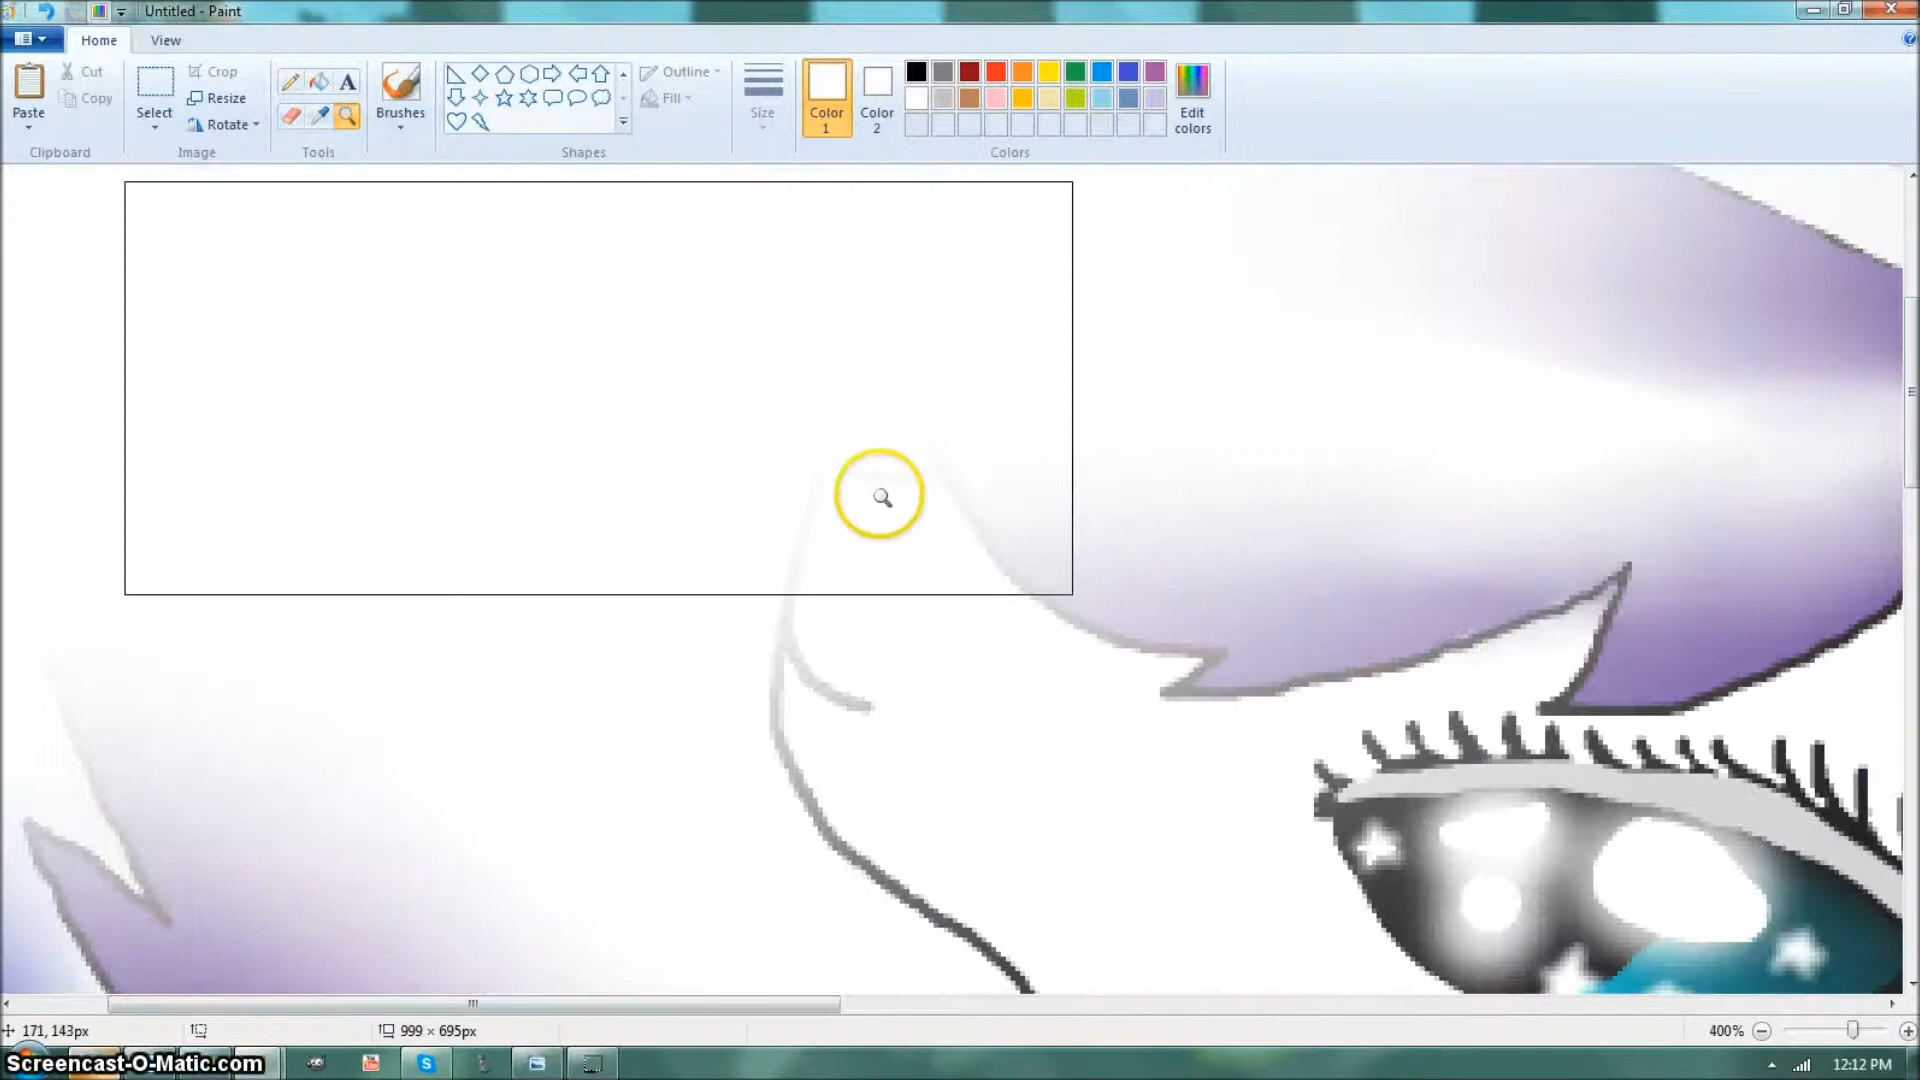 Untitled - Paint
Home View
Paste
Cut
Copy
Clipboard
Select
Crop
Resize
Rotate
Image
A
Tools
Brushes
Shapes
Outline
Fill
Size
Color 1
Color 2
Edit colors
Colors
171, 143px
999 × 695px
400%
Screencast-O-Matic.com
12:12 PM